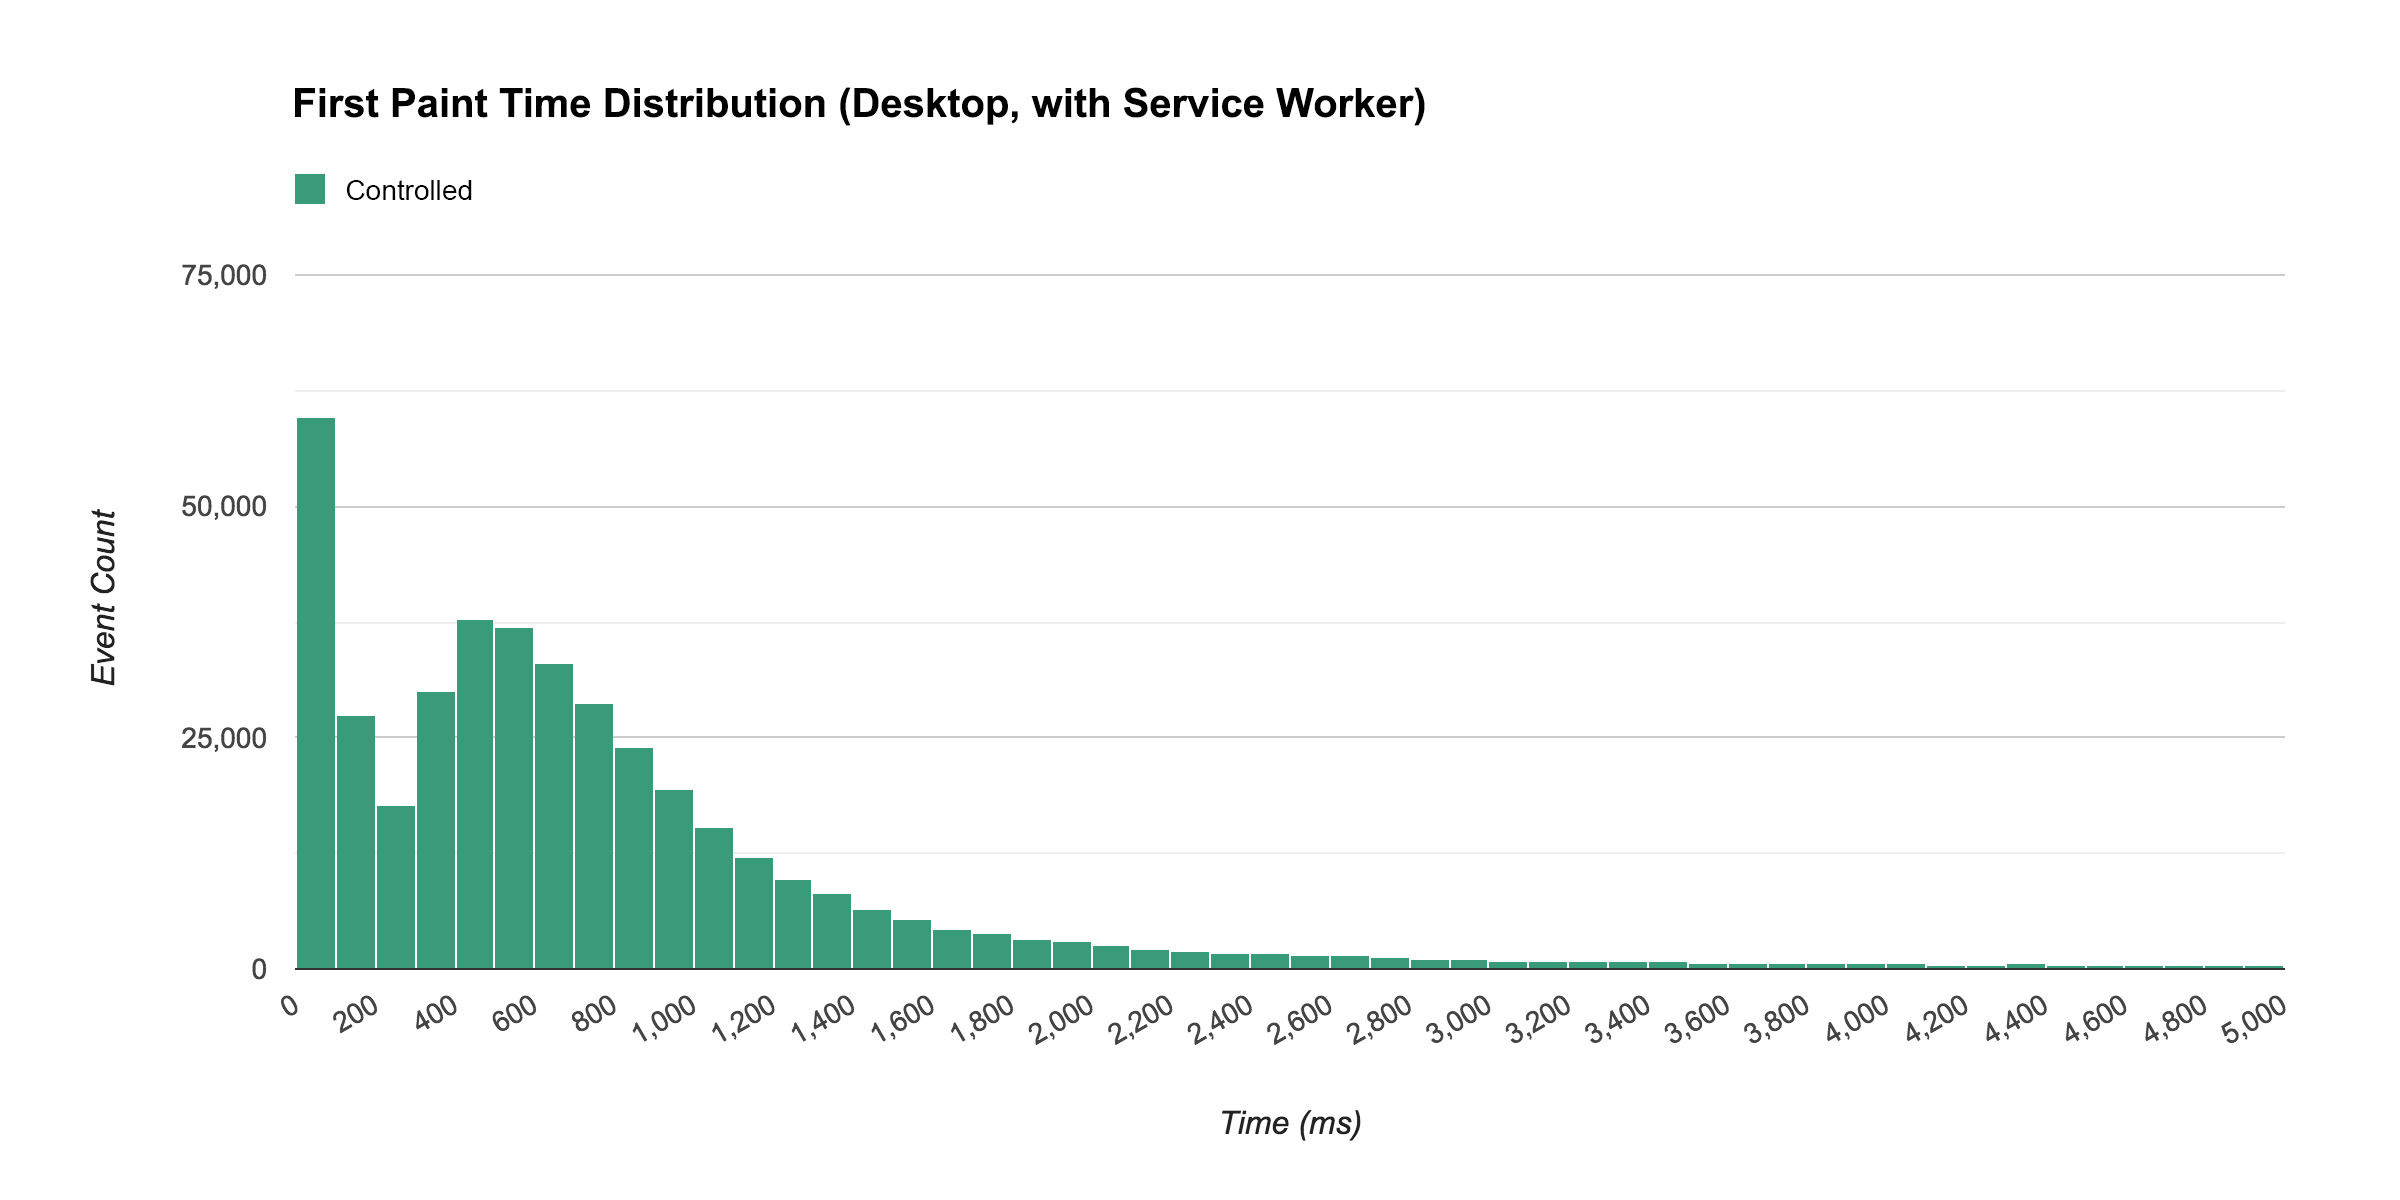 First Paint Time Distribution (Desktop, with Service Worker)
Controlled
75,000
50,000
25,000
0
Event Count
0 200 400 600 800 1,000 1,200 1,400 1,600 1,800 2,000 2,200 2,400 2,600 2,800 3,000 3,200 3,400 3,600 3,800 4,000 4,200 4,400 4,600 4,800 5,000
Time (ms)